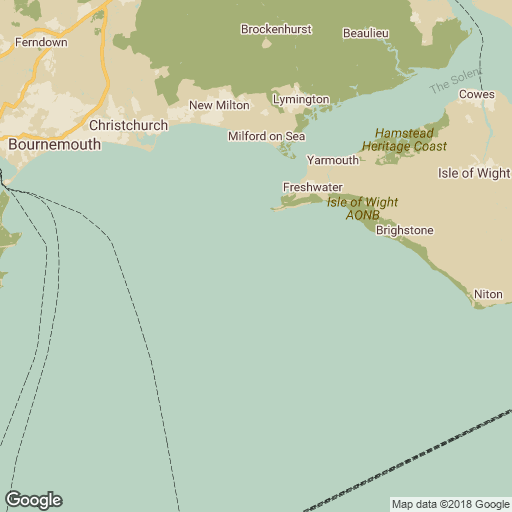 Brockenhurst
Beaulieu
Ferndown
The Solent
Cowes
Lymington
New Milton
Christchurch
Milford on Sea
Hamstead
Heritage Coast
Bournemouth
Yarmouth
Isle of Wight
Freshwater
Isle of Wight
AONB
Brighstone
Niton
Google
Map data ©2018 Google